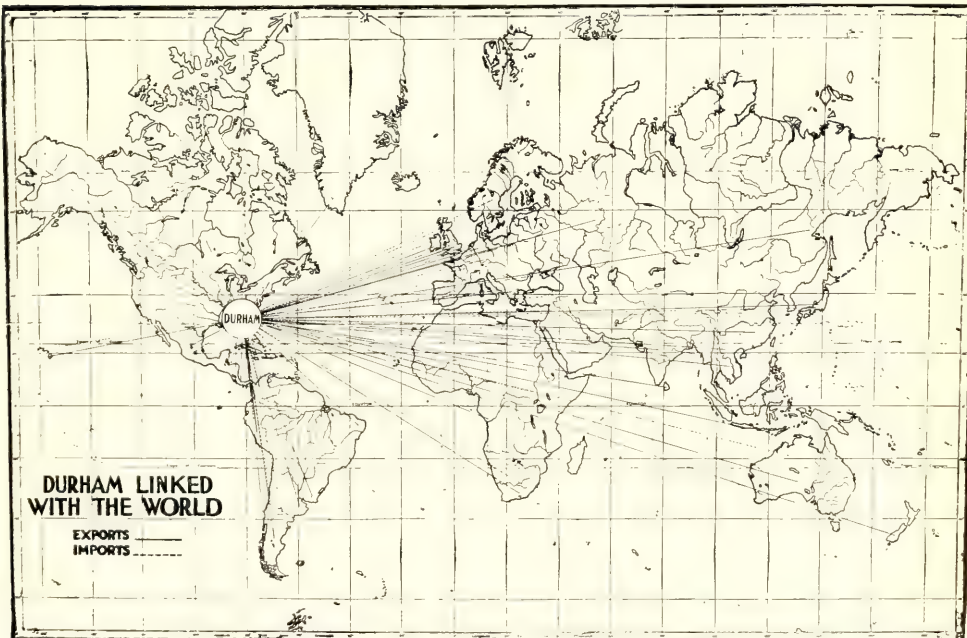 DURHAM
DURHAM LINKED
WITH THE WORLD
EXPORTS
IMPORTS